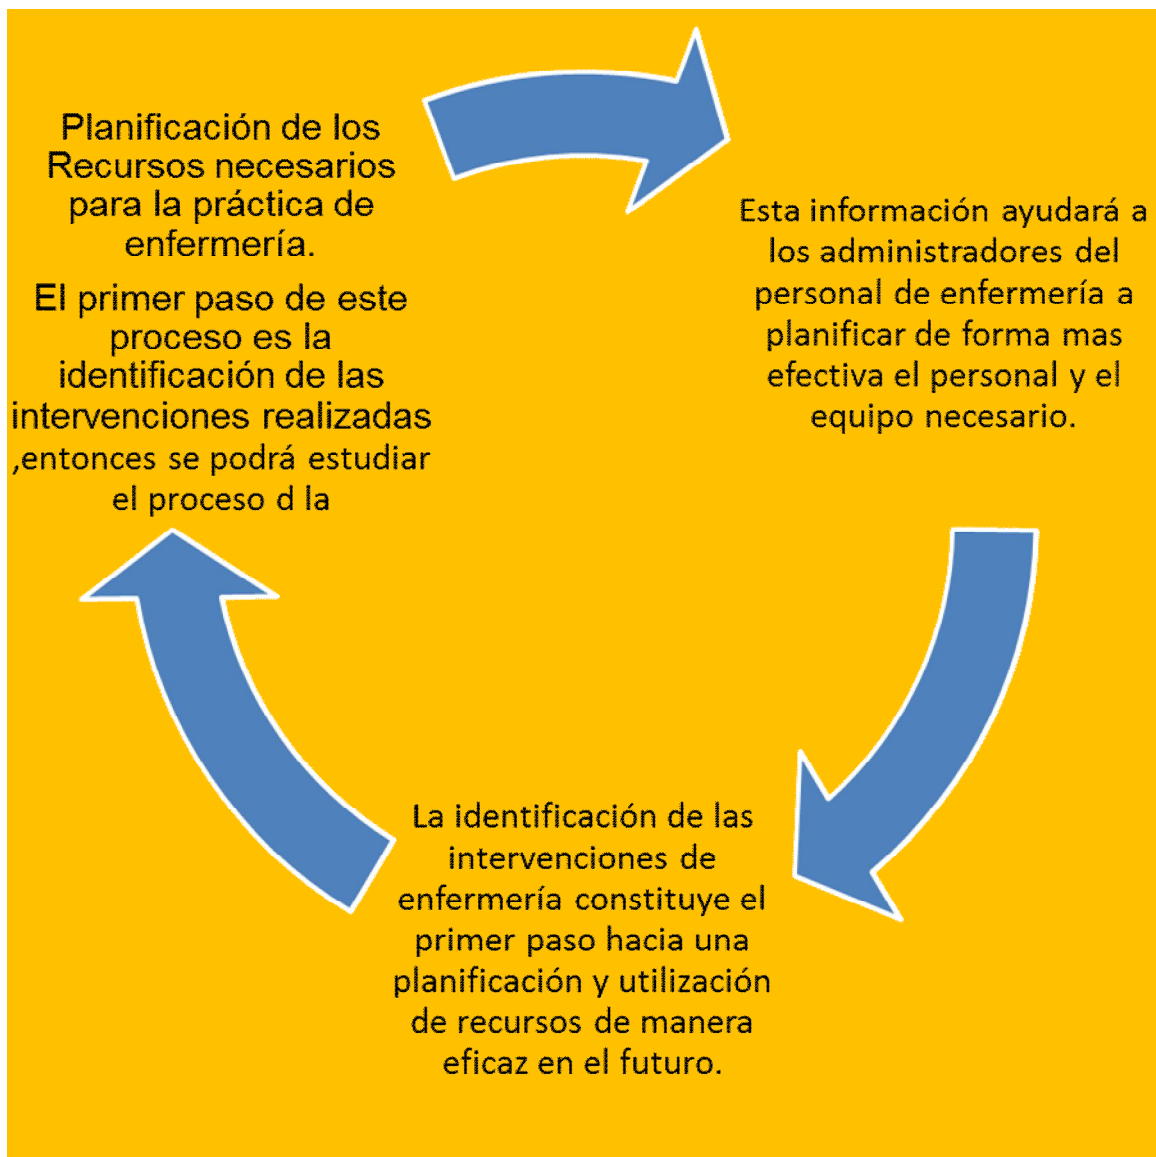 Planificación de los
Recursos necesarios
para la práctica de
enfermería.
El primer paso de este
proceso es la
identificación de las
intervenciones realizadas
,entonces se podrá estudiar
el proceso d la
Esta información ayudará a
los administradores del
personal de enfermería a
planificar de forma mas
efectiva el personal y el
equipo necesario.
La identificación de las
intervenciones de
enfermería constituye el
primer paso hacia una
planificación y utilización
de recursos de manera
eficaz en el futuro.